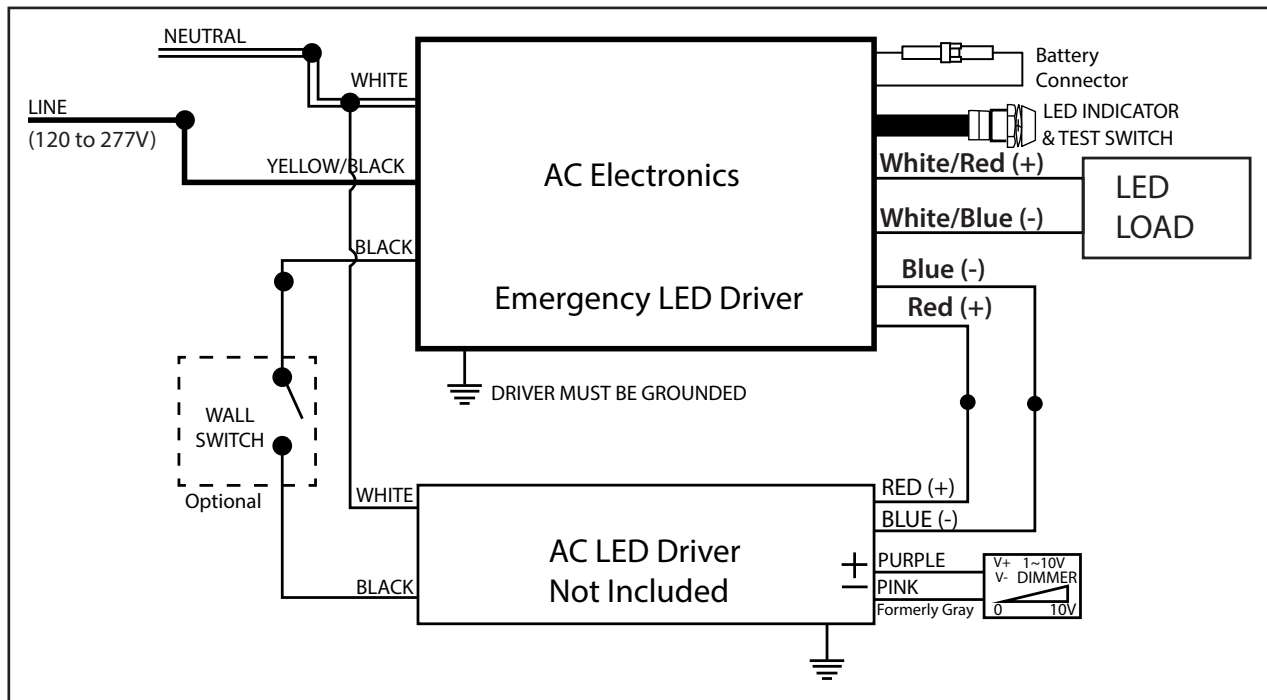 NEUTRAL
WHITE
LINE
(120 to 277V)
YELLOW/BLACK
BLACK
AC Electronics
Emergency LED Driver
Battery
Connector
LED INDICATOR
& TEST SWITCH
White/Red (+)
White/Blue (-)
LED
LOAD
Blue (-)
Red (+)
DRIVER MUST BE GROUNDED
WALL
SWITCH
Optional
WHITE
BLACK
AC LED Driver
Not Included
RED (+)
BLUE (-)
+ PURPLE
− PINK
Formerly Gray
V+ 1~10V
V- DIMMER
0 10V